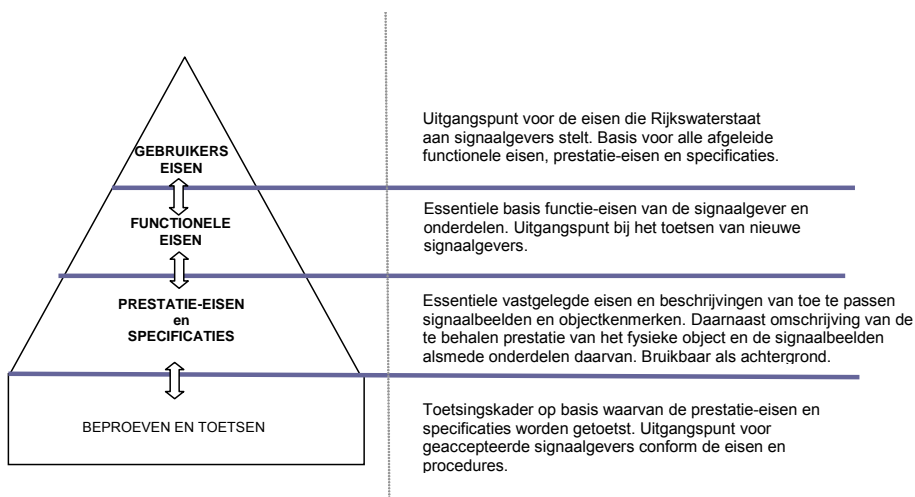 GEBRUIKERS
EISEN
Uitgangspunt voor de eisen die Rijkswaterstaat
aan signaalgevers stelt. Basis voor alle afgeleide
functionele eisen, prestatie-eisen en specificaties.
FUNCTIONELE
EISEN
Essentiele basis functie-eisen van de signaalgever en
onderdelen. Uitgangspunt bij het toetsen van nieuwe
signaalgevers.
PRESTATIE-EISEN
en
SPECIFICATIES
Essentiele vastgelegde eisen en beschrijvingen van toe te passen
signaalbeelden en objectkenmerken. Daarnaast omschrijving van de
te behalen prestatie van het fysieke object en de signaalbeelden
alsmede onderdelen daarvan. Bruikbaar als achtergrond.
BEPROEVEN EN TOETSEN
Toetsingskader op basis waarvan de prestatie-eisen en
specificaties worden getoetst. Uitgangspunt voor
geaccepteerde signaalgevers conform de eisen en
procedures.